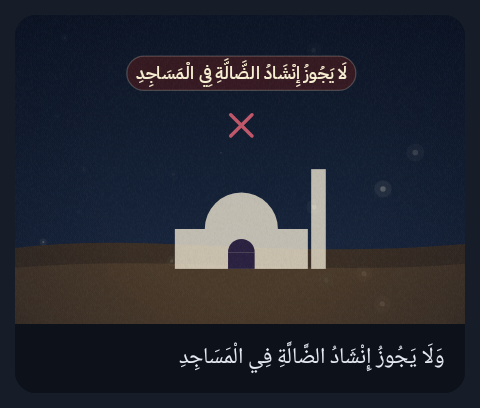 لَا يَجُوزُ إِنْشَادُ الضَّالَّةِ فِي الْمَسَاجِدِ
وَلَا يَجُوزُ إِنْشَادُ الضَّالَّةِ فِي الْمَسَاجِدِ